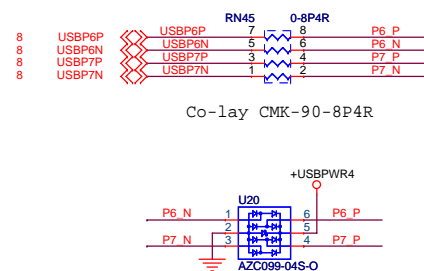 RN45 0-8P4R
8 USBP6P USBP6P 7 8 P6_P
8 USBP6N USBP6N 5 6 P6_N
8 USBP7P USBP7P 3 4 P7_P
8 USBP7N USBP7N 1 2 P7_N
Co-lay CMK-90-8P4R
+USBPWR4
U20
P6_N 1 6 P6_P
2 5
P7_N 3 4 P7_P
AZC099-04S-O